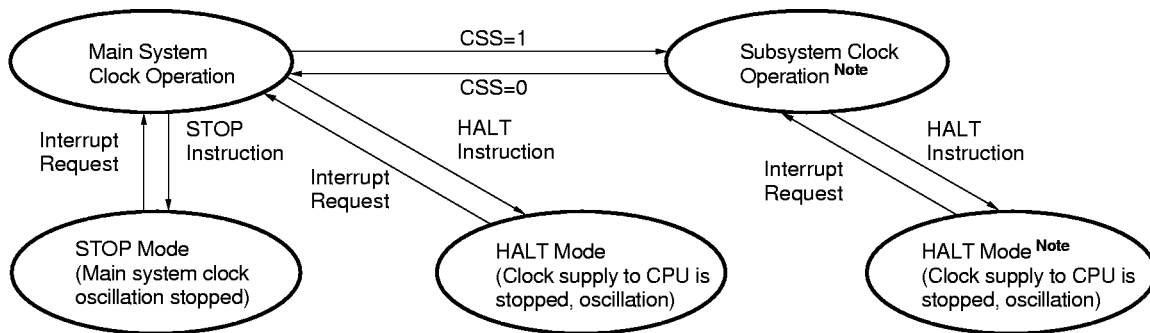 Main System
Clock Operation
CSS=1
CSS=0
Subsystem Clock
Operation Note
Interrupt
Request
STOP
Instruction
HALT
Instruction
Interrupt
Request
HALT
Instruction
Interrupt
Request
STOP Mode
(Main system clock
oscillation stopped)
HALT Mode
(Clock supply to CPU is
stopped, oscillation)
HALT Mode Note
(Clock supply to CPU is
stopped, oscillation)